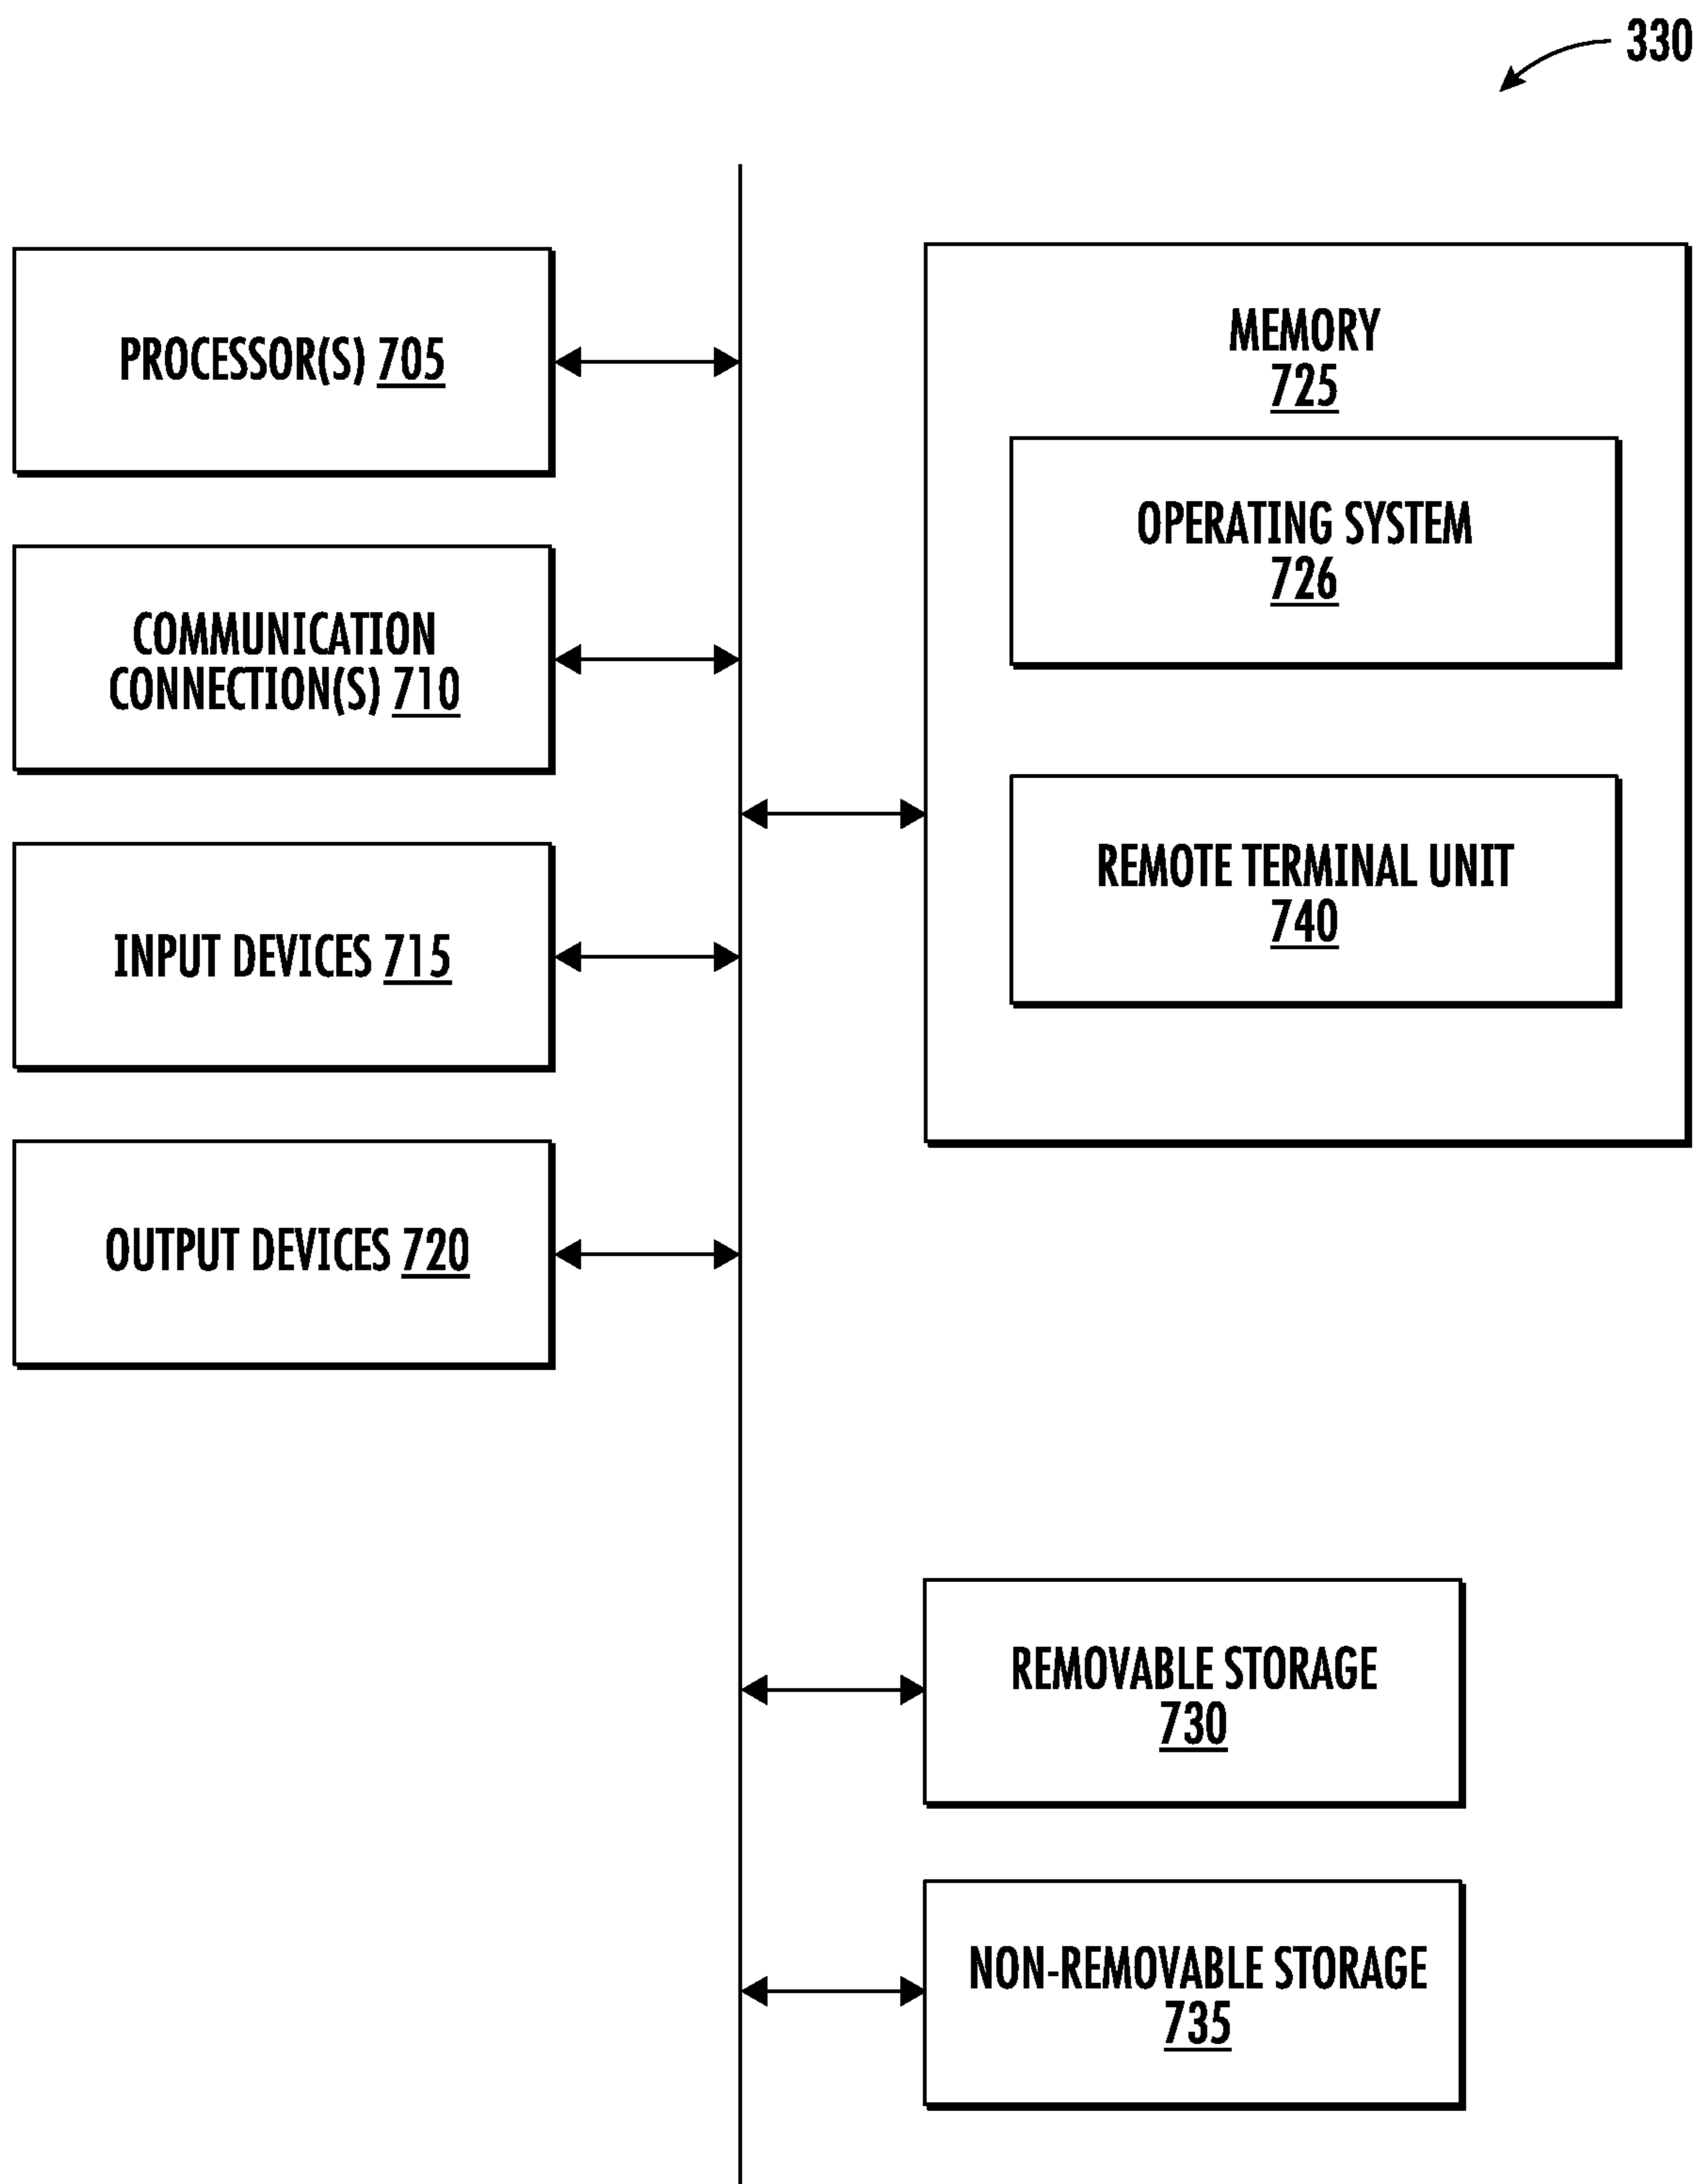 330
PROCESSOR(S) 705
COMMUNICATION
CONNECTION(S) 710
INPUT DEVICES 715
OUTPUT DEVICES 720
MEMORY
725
OPERATING SYSTEM
726
REMOTE TERMINAL UNIT
740
REMOVABLE STORAGE
730
NON-REMOVABLE STORAGE
735